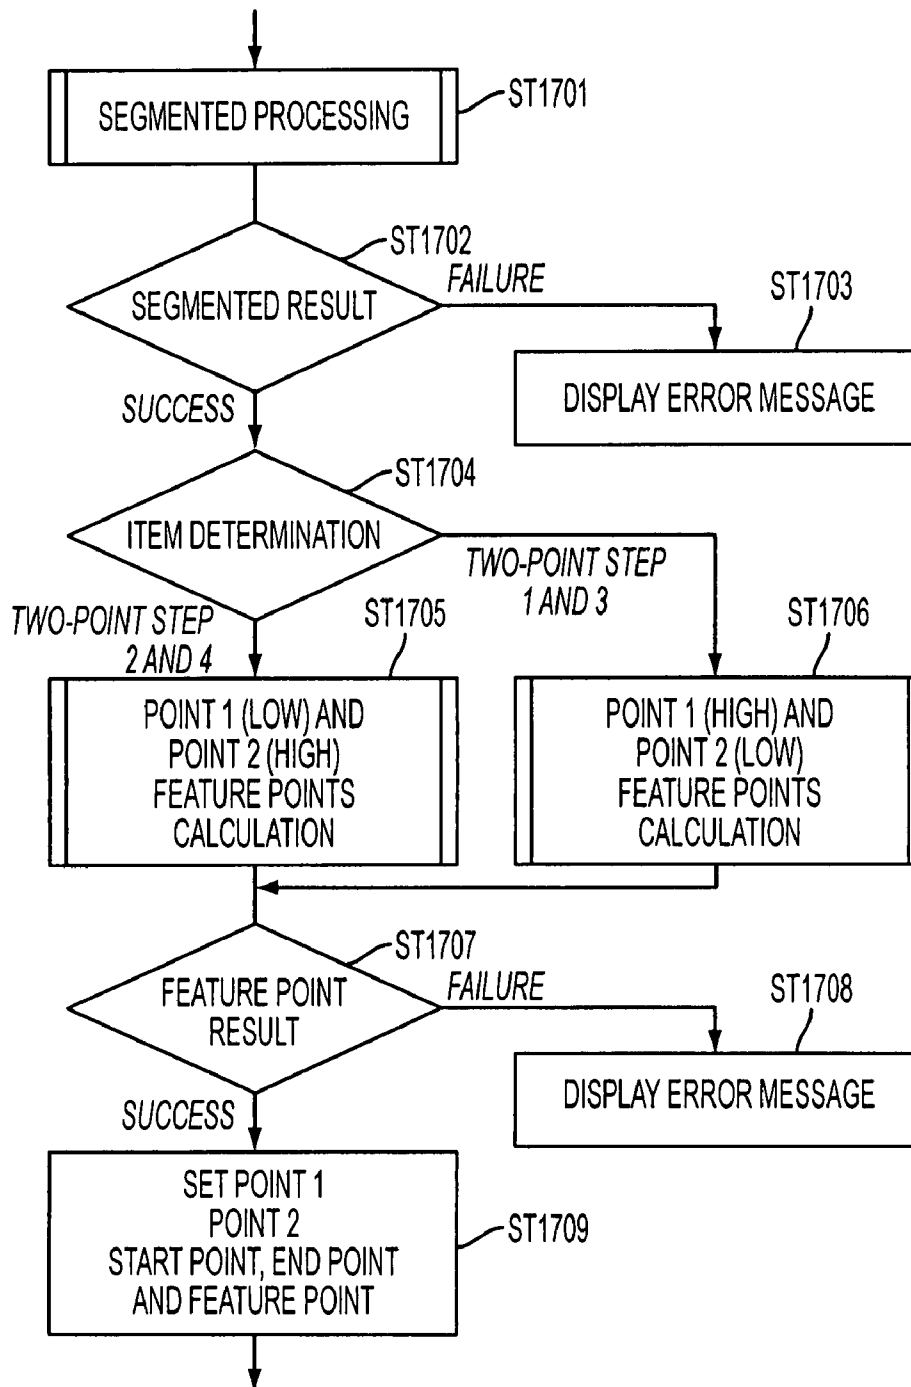 SEGMENTED PROCESSING
ST1701
ST1702
SEGMENTED RESULT
FAILURE
ST1703
DISPLAY ERROR MESSAGE
SUCCESS
ST1704
ITEM DETERMINATION
TWO-POINT STEP
1 AND 3
TWO-POINT STEP
2 AND 4
ST1705
ST1706
POINT 1 (LOW) AND
POINT 2 (HIGH)
FEATURE POINTS
CALCULATION
POINT 1 (HIGH) AND
POINT 2 (LOW)
FEATURE POINTS
CALCULATION
ST1707
FEATURE POINT
RESULT
FAILURE
ST1708
DISPLAY ERROR MESSAGE
SUCCESS
SET POINT 1
POINT 2
START POINT, END POINT
AND FEATURE POINT
ST1709